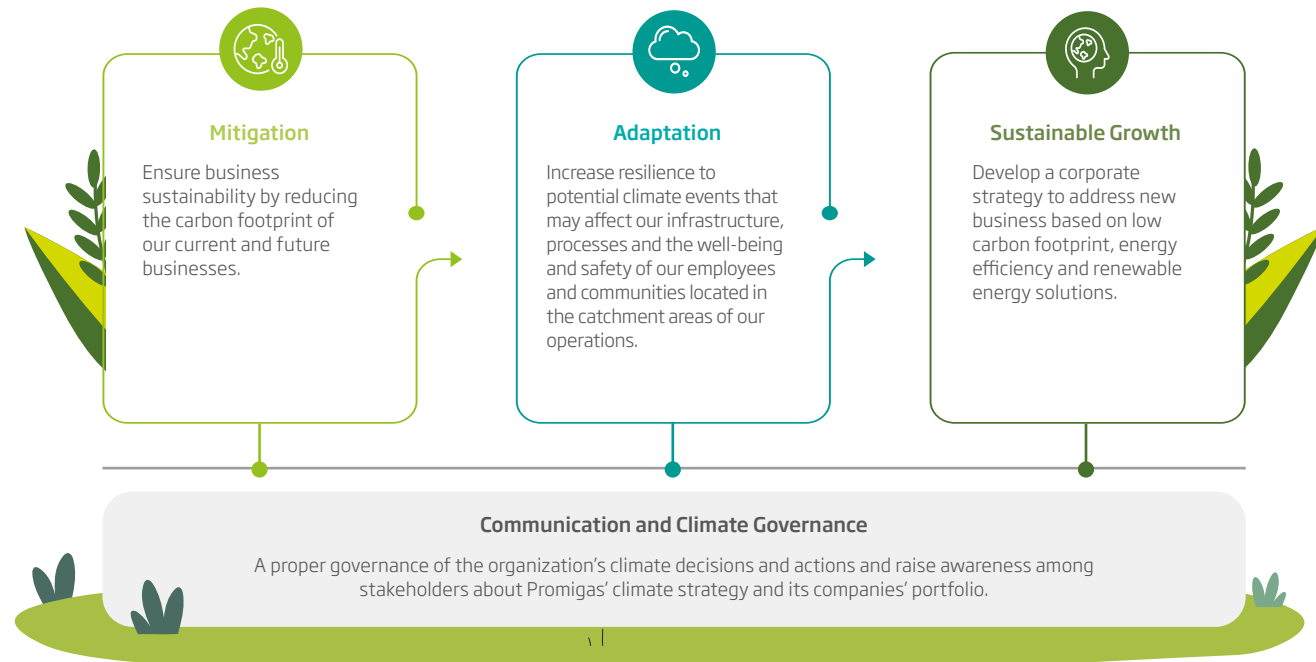 Mitigation
Ensure business
sustainability by reducing
the carbon footprint of
our current and future
businesses.
Adaptation
Increase resilience to
potential climate events that
may affect our infrastructure,
processes and the well-being
and safety of our employees
and communities located in
the catchment areas of our
operations.
Sustainable Growth
Develop a corporate
strategy to address new
business based on low
carbon footprint, energy
efficiency and renewable
energy solutions.
Communication and Climate Governance
A proper governance of the organization's climate decisions and actions and raise awareness among
stakeholders about Promigas' climate strategy and its companies' portfolio.